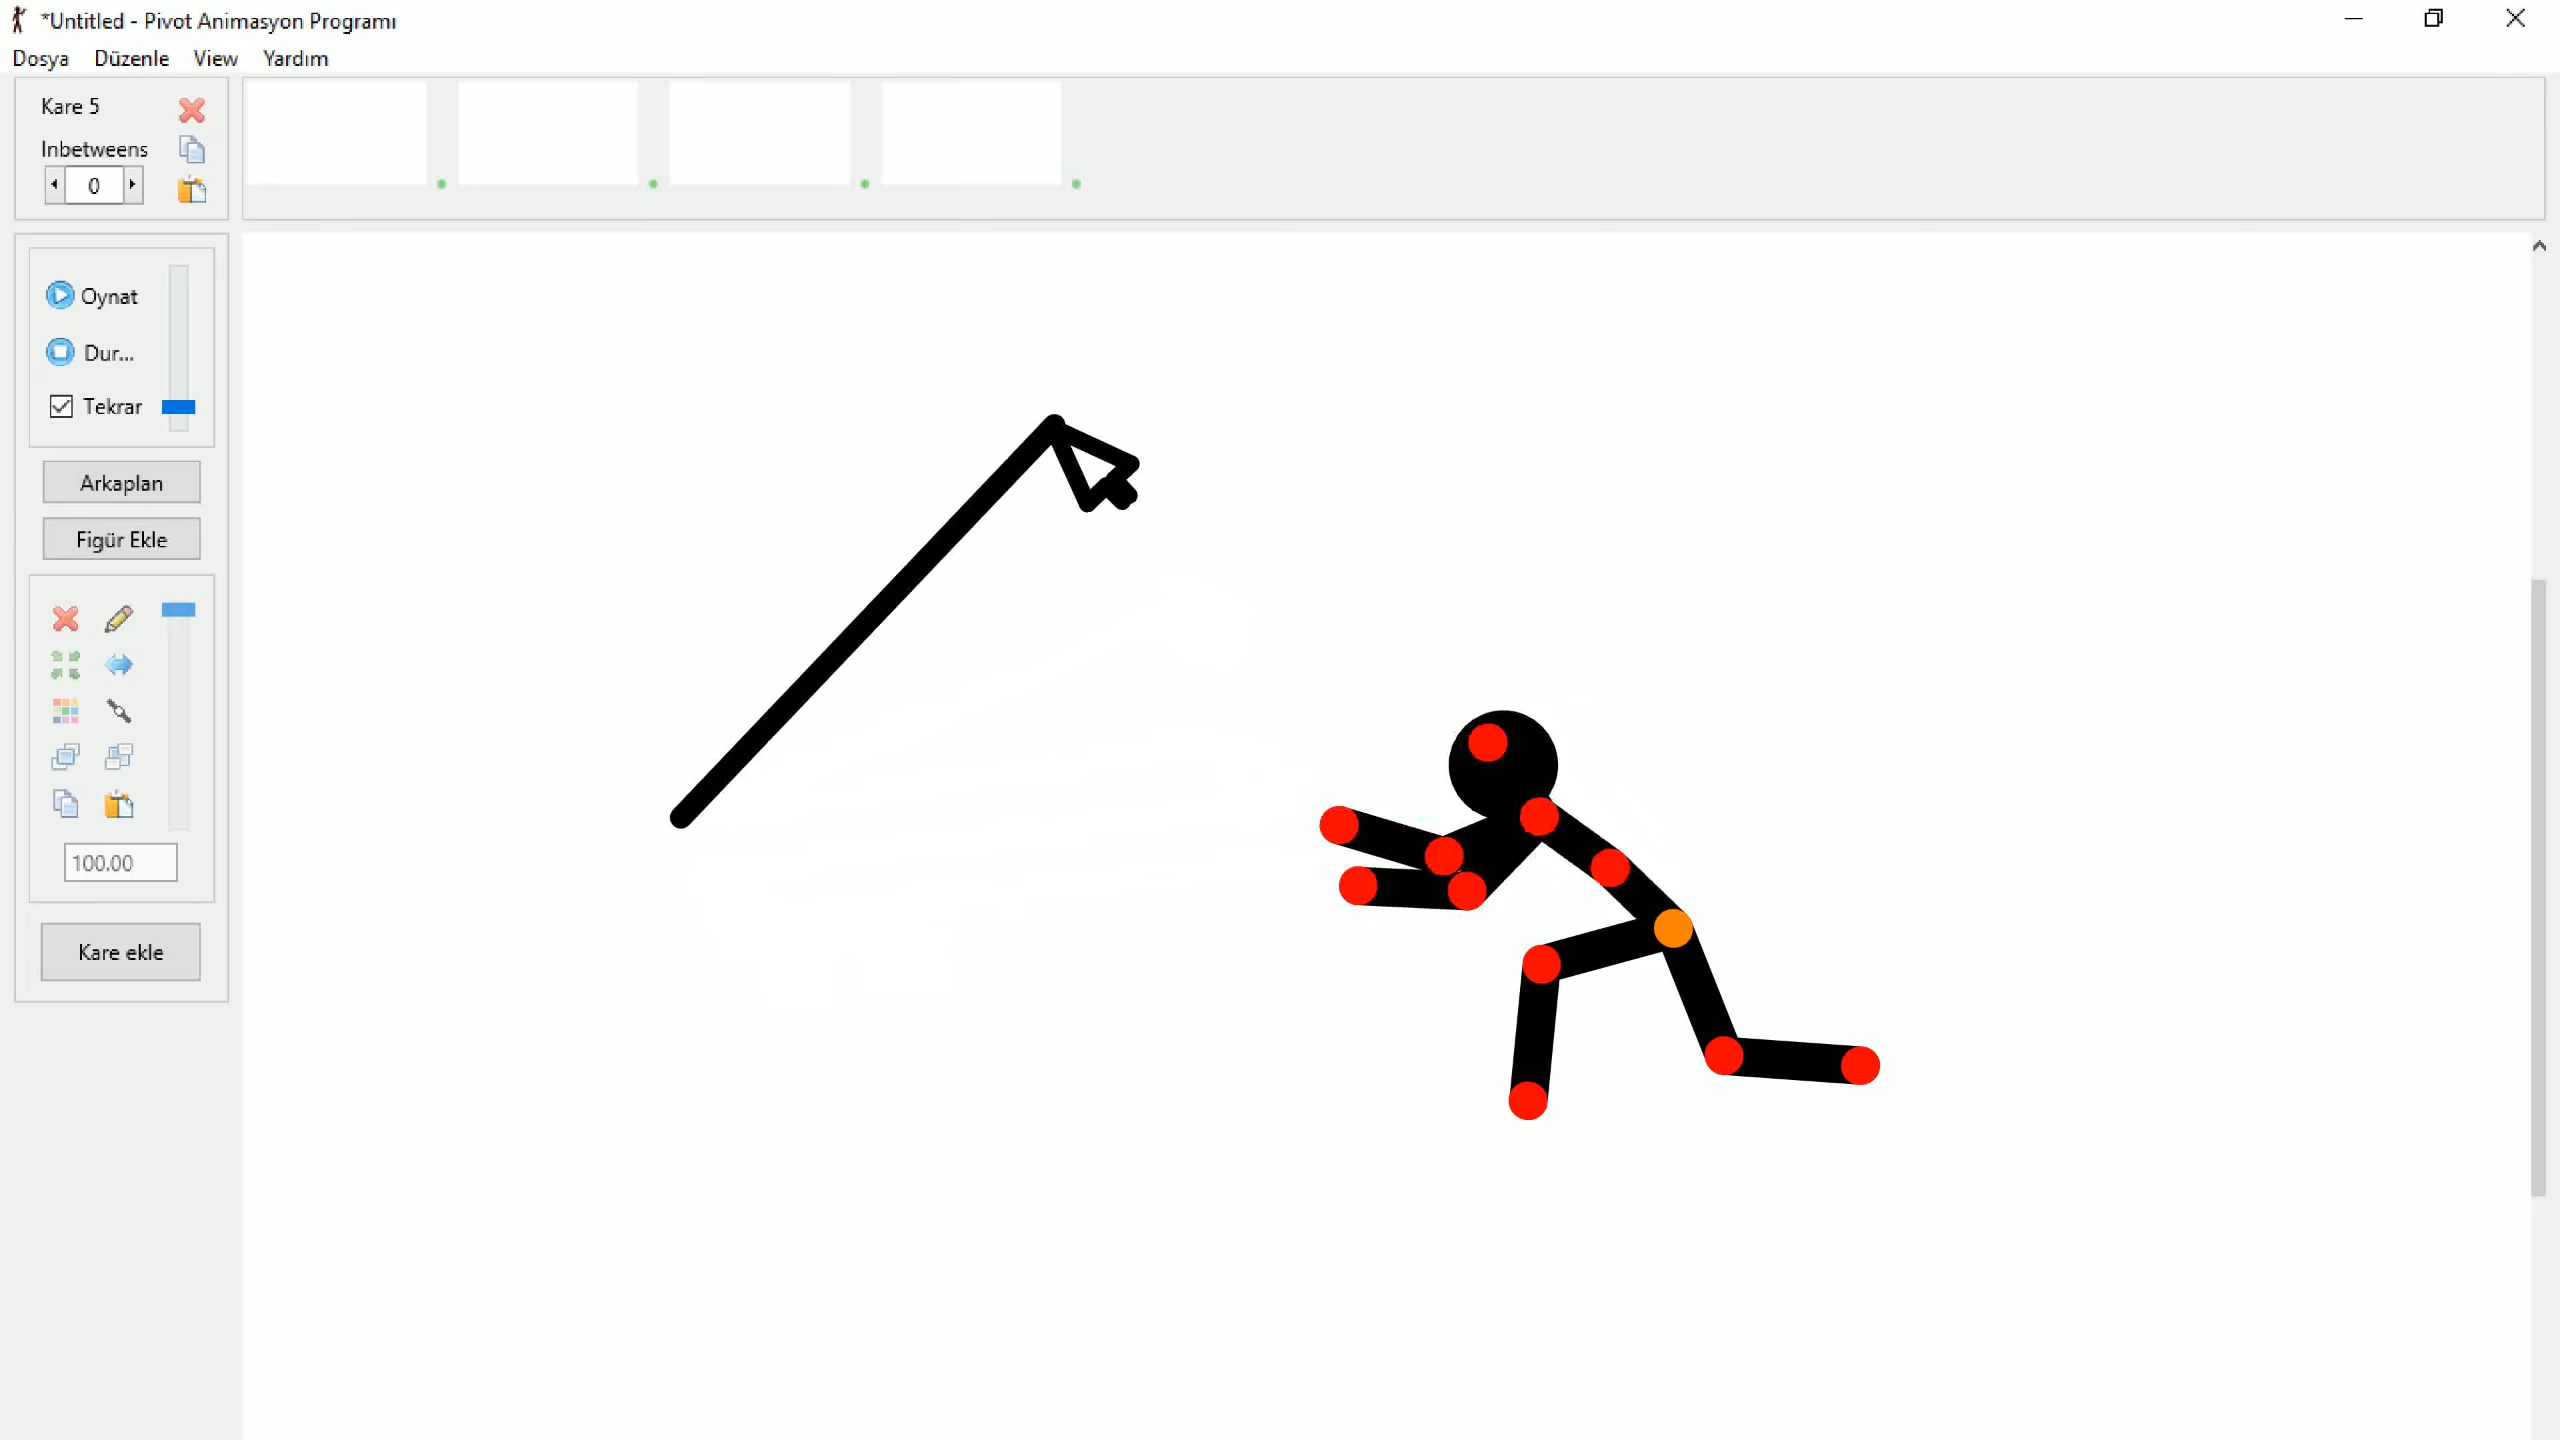 *Untitled - Pivot Animasyon Programı
Dosya Düzenle View Yardım
Kare 5
Inbetweens
0
Oynat
Dur...
Tekrar
Arkaplan
Figür Ekle
100.00
Kare ekle